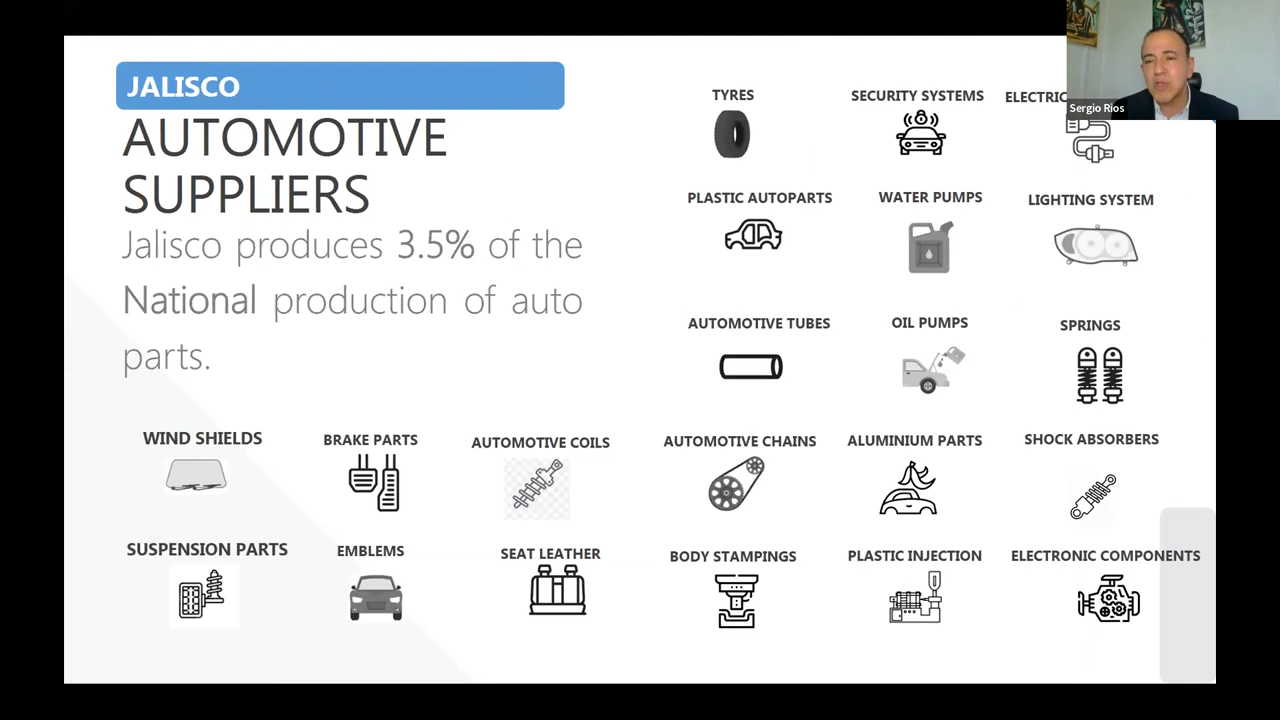 JALISCO
AUTOMOTIVE
SUPPLIERS
Jalisco produces 3.5% of the
National production of auto
parts.
TYRES
SECURITY SYSTEMS
Sergio Rios
PLASTIC AUTOPARTS
WATER PUMPS
LIGHTING SYSTEM
AUTOMOTIVE TUBES
OIL PUMPS
SPRINGS
WIND SHIELDS
BRAKE PARTS
AUTOMOTIVE COILS
AUTOMOTIVE CHAINS
ALUMINIUM PARTS
SHOCK ABSORBERS
SUSPENSION PARTS
EMBLEMS
SEAT LEATHER
BODY STAMPINGS
PLASTIC INJECTION
ELECTRONIC COMPONENTS